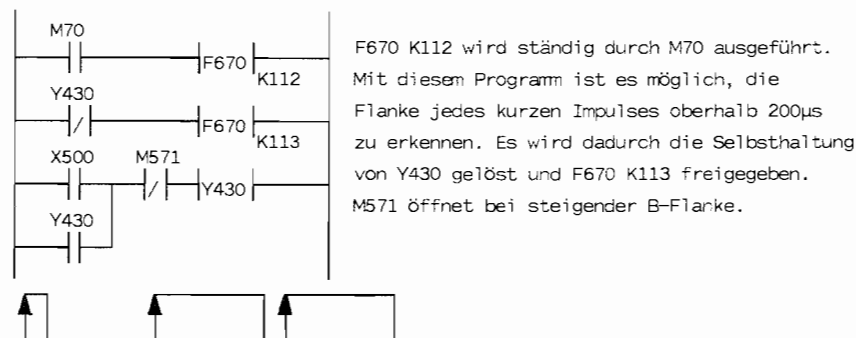 M70
F670
K112
Y430
F670
K113
X500 M571
Y430
Y430
F670 K112 wird ständig durch M70 ausgeführt.
Mit diesem Programm ist es möglich, die
Flanke jedes kurzen Impulses oberhalb 200µs
zu erkennen. Es wird dadurch die Selbsthaltung
von Y430 gelöst und F670 K113 freigegeben.
M571 öffnet bei steigender B-Flanke.